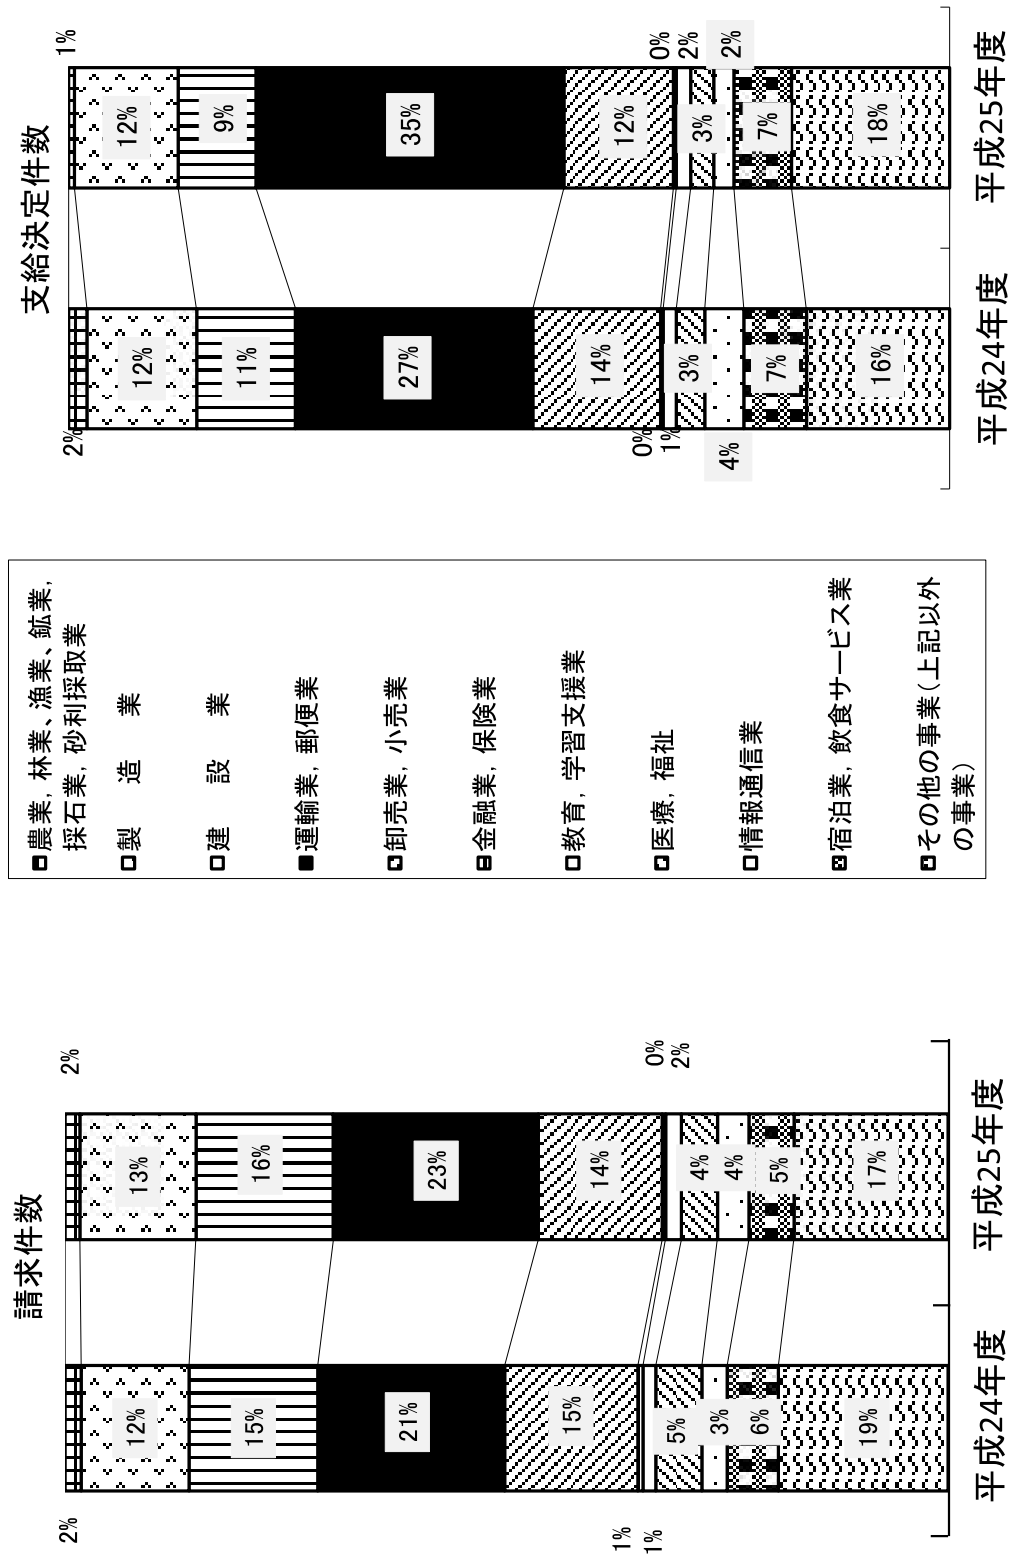 請求件数
2%
12%
15%
21%
15%
1%
1%
5%
3%
6%
19%
平成24年度
2%
13%
16%
23%
14%
0%
2%
4%
4%
5%
17%
平成25年度
農業，林業、漁業、鉱業，
採石業，砂利採取業
製　造　業
建　設　業
運輸業，郵便業
卸売業，小売業
金融業，保険業
教育，学習支援業
医療，福祉
情報通信業
宿泊業，飲食サービス業
その他の事業（上記以外
の事業）
支給決定件数
2%
12%
11%
27%
14%
0%
1%
3%
4%
7%
16%
平成24年度
1%
12%
9%
35%
12%
0%
2%
3%
2%
7%
18%
平成25年度